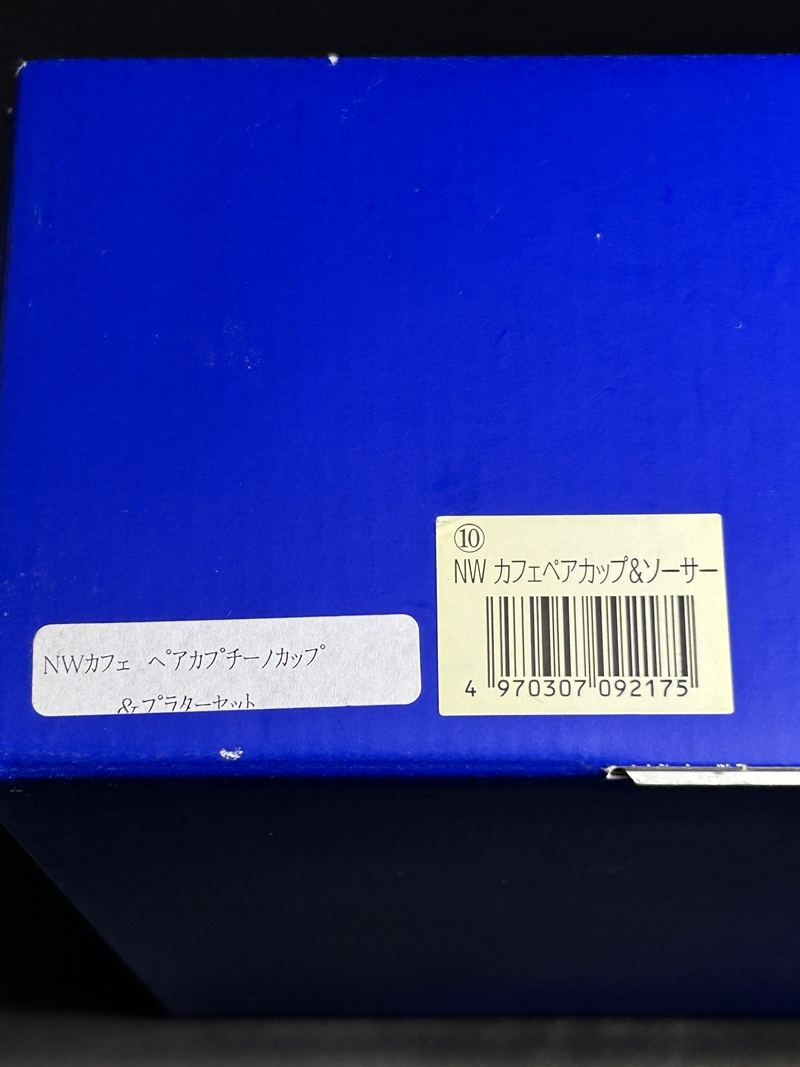 ⑩
NW カフェペアカップ&ソーサー
4 970307 092175
NWカフェ ペアカプチーノカップ
&プラターセット